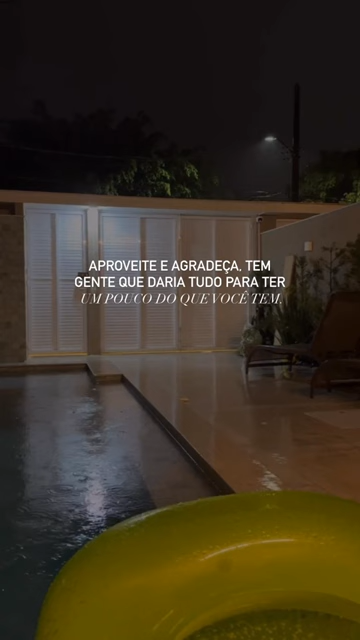 APROVEITE E AGRADEÇA. TEM
GENTE QUE DARIA TUDO PARA TER
UM POUCO DO QUE VOCÊ TEM.